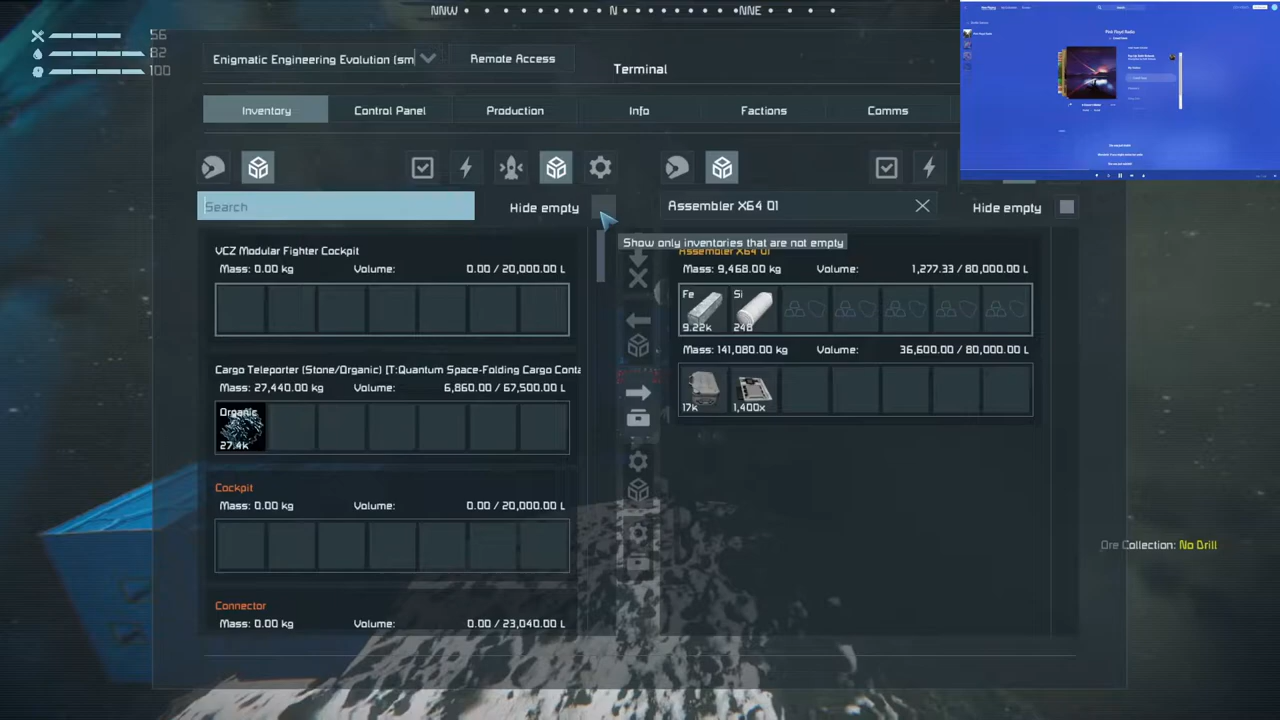 NNW N NNE
56
82
100
Enigmatic Engineering Evolution (sm
Remote Access
Terminal
Inventory
Control Panel
Production
Info
Factions
Comms
Search
Hide empty
Assembler X64 01
Hide empty
Show only inventories that are not empty
VCZ Modular Fighter Cockpit
Mass: 0.00 kg Volume: 0.00 / 20,000.00 L
Cargo Teleporter (Stone/Organic) [T:Quantum Space-Folding Cargo Conta
Mass: 27,440.00 kg Volume: 6,860.00 / 67,500.00 L
Organic
27.4k
Cockpit
Mass: 0.00 kg Volume: 0.00 / 20,000.00 L
Connector
Mass: 0.00 kg Volume: 0.00 / 23,040.00 L
Assembler X64 01
Mass: 9,468.00 kg Volume: 1,277.33 / 80,000.00 L
Fe Si
9.22k 248
Mass: 141,080.00 kg Volume: 36,600.00 / 80,000.00 L
17k 1,400x
Ore Collection: No Drill
Pink Floyd Radio